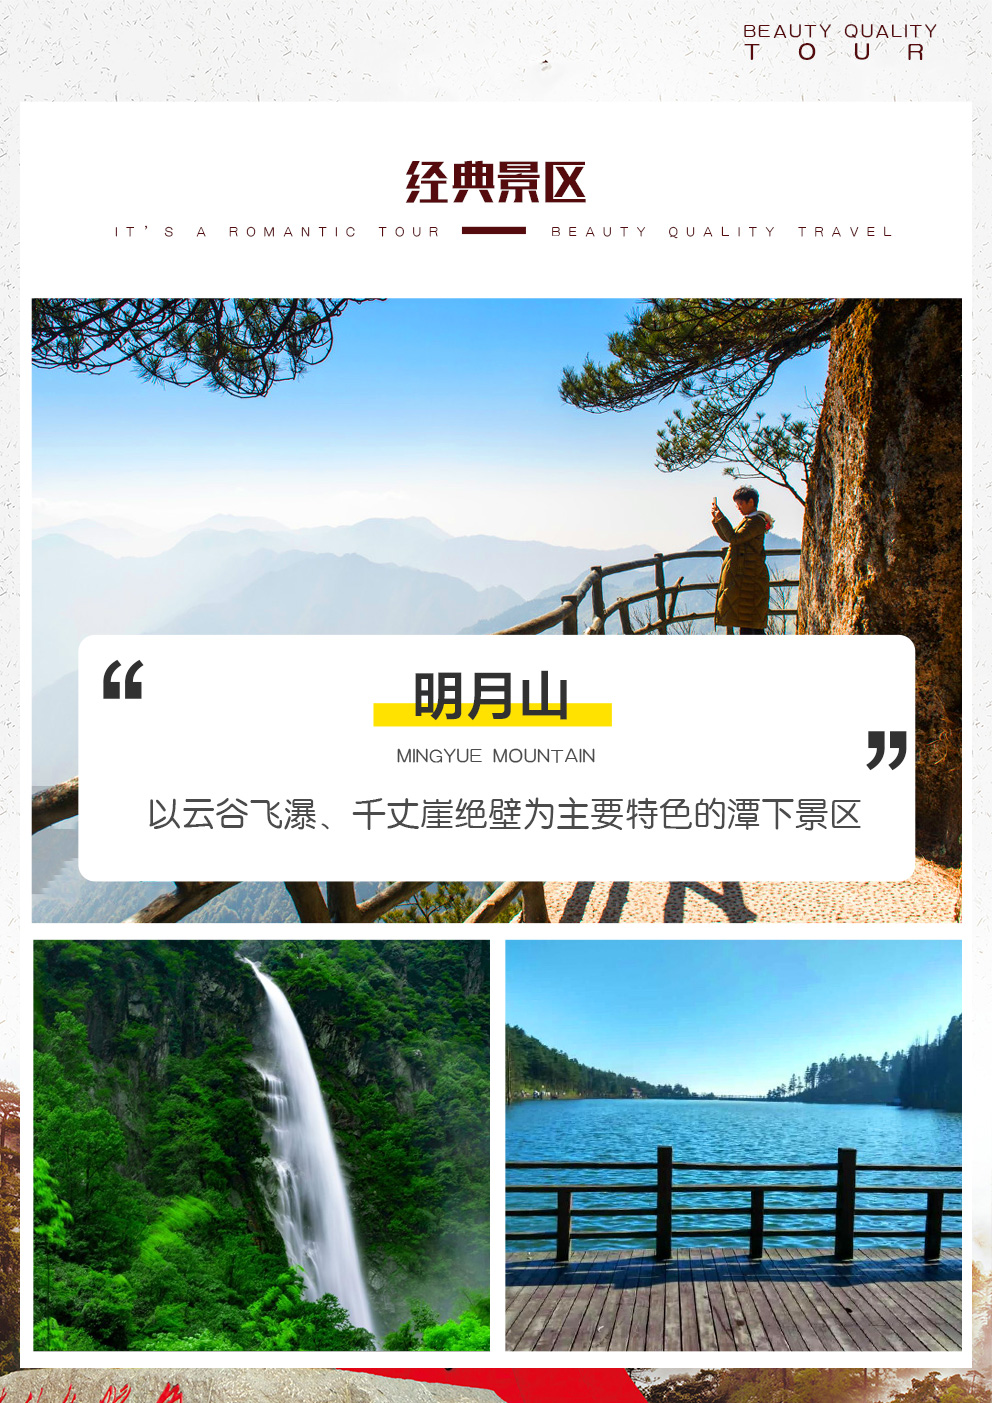 BEAUTY QUALITY
TOUR
经典景区
IT'S A ROMANTIC TOUR BEAUTY QUALITY TRAVEL
“
明月山
MINGYUE MOUNTAIN
”
以云谷飞瀑、千丈崖绝壁为主要特色的潭下景区